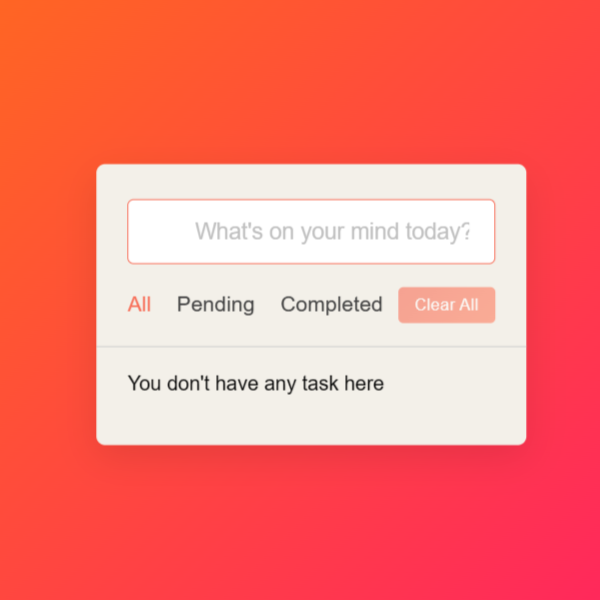 What's on your mind today?
All Pending Completed Clear All
You don't have any task here